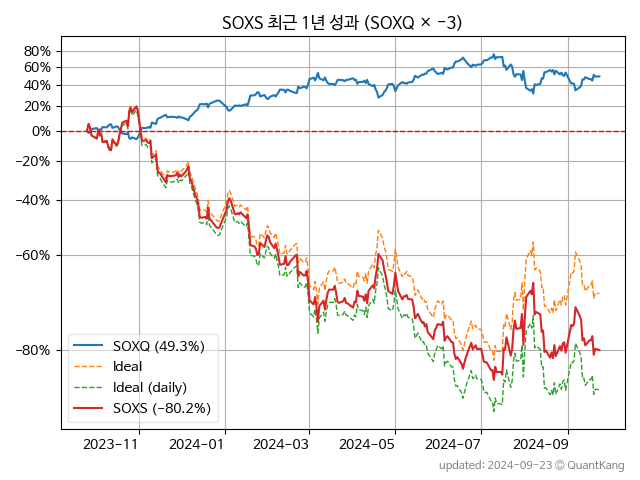 SOXS 최근 1년 성과 (SOXQ × −3)
80%
60%
40%
20%
0%
−20%
−40%
−60%
−80%
SOXQ (49.3%)
Ideal
Ideal (daily)
SOXS (−80.2%)
2023−11 2024−01 2024−03 2024−05 2024−07 2024−09
updated: 2024−09−23 ⓒ QuantKang